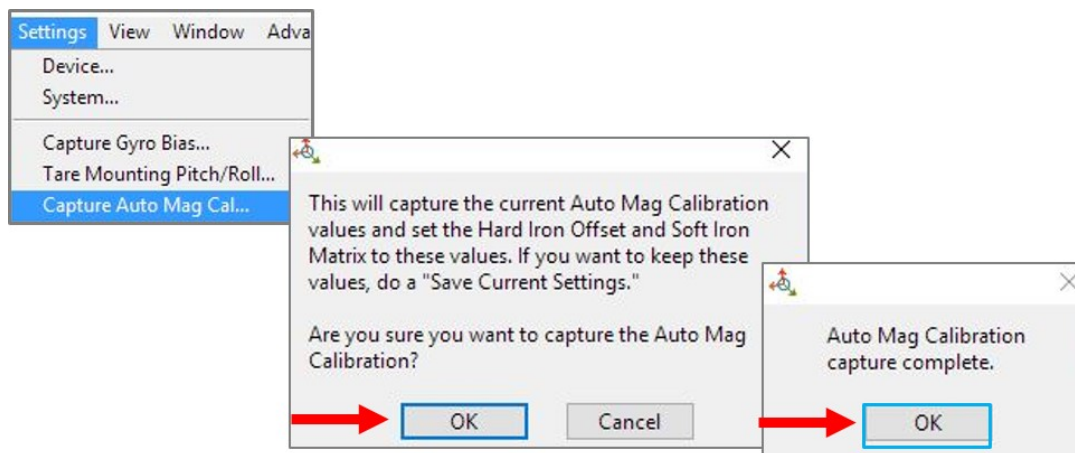 Settings View Window Adva
Device...
System...
Capture Gyro Bias...
Tare Mounting Pitch/Roll...
Capture Auto Mag Cal...
This will capture the current Auto Mag Calibration
values and set the Hard Iron Offset and Soft Iron
Matrix to these values. If you want to keep these
values, do a "Save Current Settings."
Are you sure you want to capture the Auto Mag
Calibration?
OK Cancel
Auto Mag Calibration
capture complete.
OK